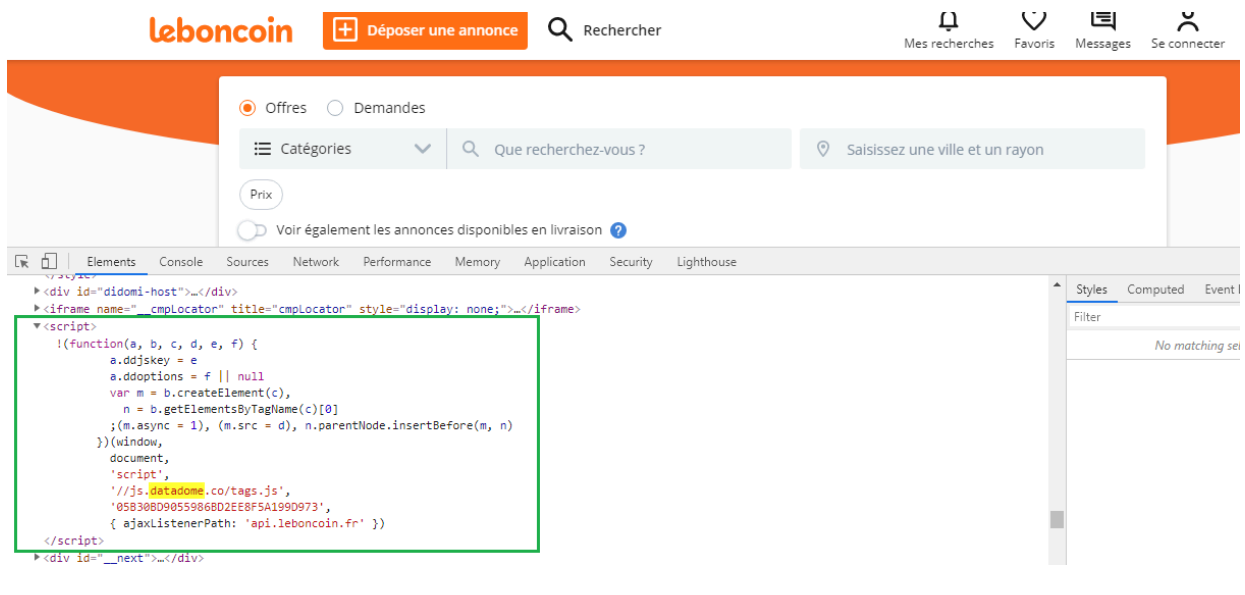 leboncoin
Déposer une annonce
Rechercher
Mes recherches
Favoris
Messages
Se connecter
Offres
Demandes
Catégories
Que recherchez-vous ?
Saisissez une ville et un rayon
Prix
Voir également les annonces disponibles en livraison ?
Elements Console Sources Network Performance Memory Application Security Lighthouse
</style>
<div id="didomi-host">…</div>
<iframe name="__cmpLocator" title="cmpLocator" style="display: none;">…</iframe>
<script>
!(function(a, b, c, d, e, f) {
a.ddjskey = e
a.ddoptions = f || null
var m = b.createElement(c),
n = b.getElementsByTagName(c)[0]
;(m.async = 1), (m.src = d), n.parentNode.insertBefore(m, n)
})(window,
document,
'script',
'//js.datadome.co/tags.js',
'05B30BD9055986BD2EE8F5A199D973',
{ ajaxListenerPath: 'api.leboncoin.fr' })
</script>
<div id="__next">…</div>
Styles Computed Event
Filter
No matching sel